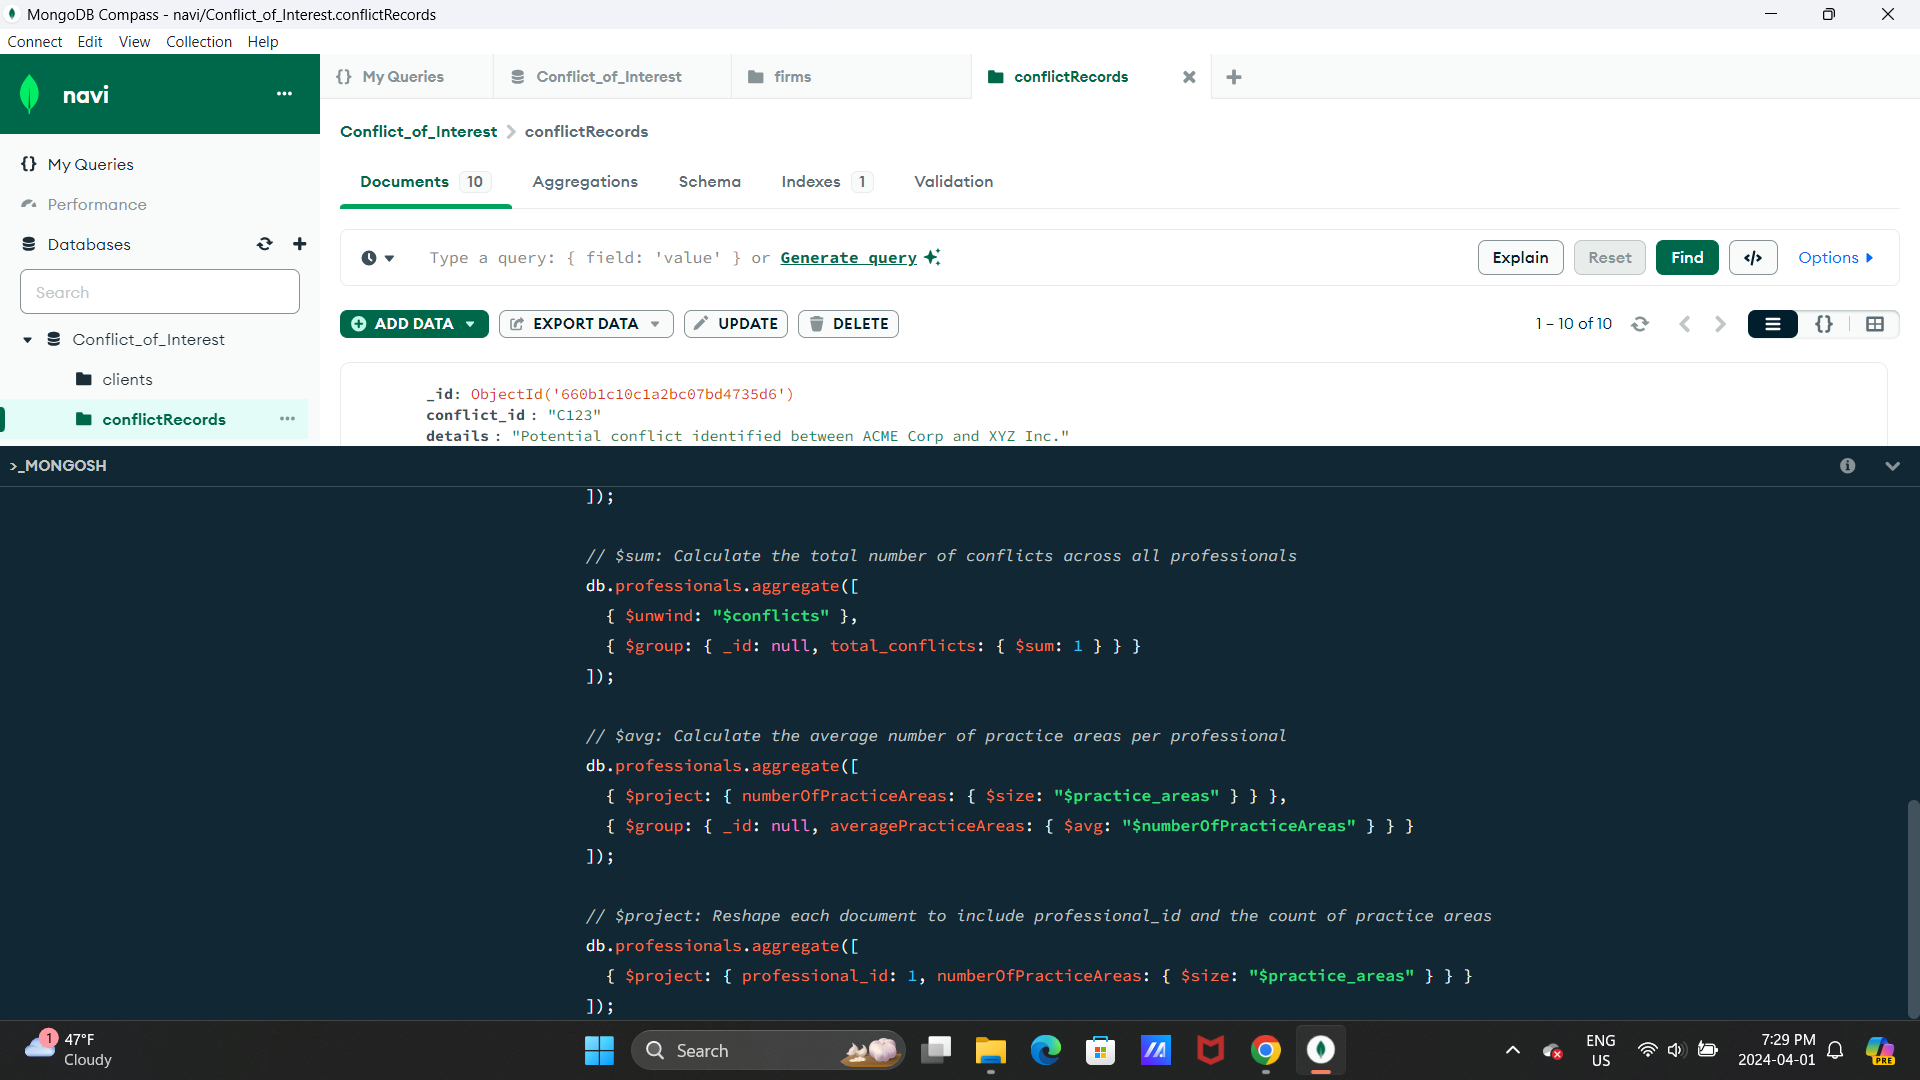 MongoDB Compass - navi/Conflict_of_Interest.conflictRecords
Connect Edit View Collection Help
navi
{} My Queries
Conflict_of_Interest
firms
conflictRecords
Conflict_of_Interest > conflictRecords
{} My Queries
Performance
Databases
Search
Conflict_of_Interest
clients
conflictRecords
Documents 10 Aggregations Schema Indexes 1 Validation
Type a query: { field: 'value' } or Generate query
Explain Reset Find </> Options
ADD DATA EXPORT DATA UPDATE DELETE
1 – 10 of 10
{}
_id: ObjectId('660b1c10c1a2bc07bd4735d6')
conflict_id : "C123"
details : "Potential conflict identified between ACME Corp and XYZ Inc."
>_MONGOSH
]);
// $sum: Calculate the total number of conflicts across all professionals
db.professionals.aggregate([
{ $unwind: "$conflicts" },
{ $group: { _id: null, total_conflicts: { $sum: 1 } } }
]);
// $avg: Calculate the average number of practice areas per professional
db.professionals.aggregate([
{ $project: { numberOfPracticeAreas: { $size: "$practice_areas" } } },
{ $group: { _id: null, averagePracticeAreas: { $avg: "$numberOfPracticeAreas" } } }
]);
// $project: Reshape each document to include professional_id and the count of practice areas
db.professionals.aggregate([
{ $project: { professional_id: 1, numberOfPracticeAreas: { $size: "$practice_areas" } } }
]);
1
47°F
Cloudy
Search
ENG
US
7:29 PM
2024-04-01
PRE